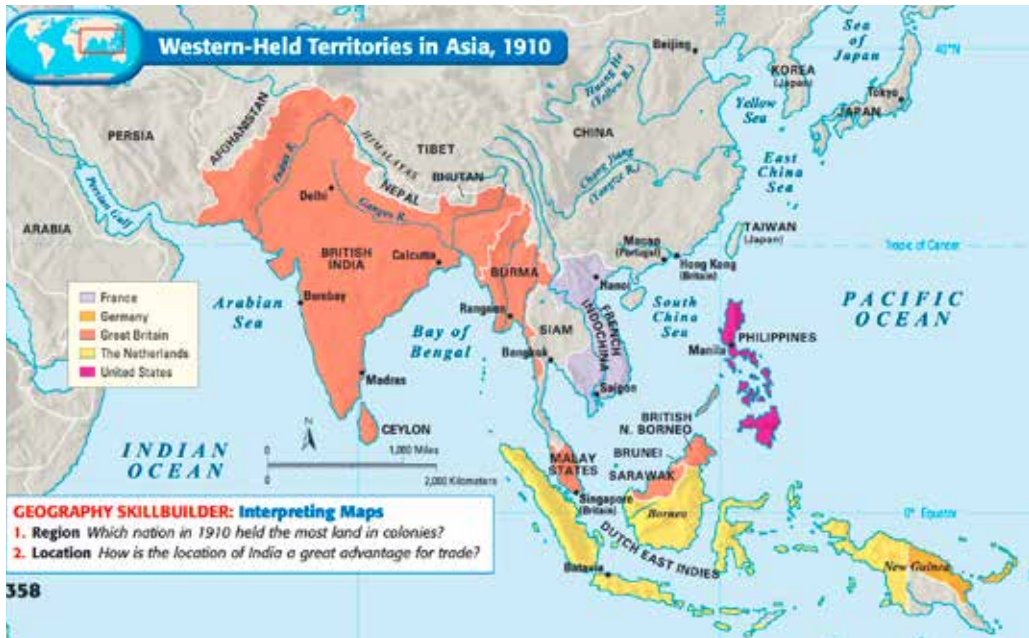 Western-Held Territories in Asia, 1910
Sea
of
Japan
40°N
Beijing
KOREA
(Japan)
Tokyo
JAPAN
Huang He
(Yellow R.)
Yellow
Sea
PERSIA
AFGHANISTAN
HIMALAYAS
TIBET
CHINA
Indus R.
BHUTAN
NEPAL
Chang Jiang
(Yangtze R.)
East
China
Sea
Persian Gulf
Delhi
Ganges R.
ARABIA
TAIWAN
(Japan)
Macao
(Portugal)
Hong Kong
(Britain)
Tropic of Cancer
BRITISH
INDIA
Calcutta
BURMA
Hanoi
France
Germany
Great Britain
The Netherlands
United States
Arabian
Sea
Bombay
Rangoon
SIAM
FRENCH
INDOCHINA
South
China
Sea
PACIFIC
OCEAN
Bay of
Bengal
Bangkok
Manila
PHILIPPINES
Madras
Saigon
CEYLON
BRITISH
N. BORNEO
INDIAN
OCEAN
N
0
1,000 Miles
0
2,000 Kilometers
MALAY
STATES
BRUNEI
SARAWAK
Singapore
(Britain)
Borneo
0° Equator
DUTCH EAST INDIES
Batavia
New Guinea
GEOGRAPHY SKILLBUILDER: Interpreting Maps
1. Region Which nation in 1910 held the most land in colonies?
2. Location How is the location of India a great advantage for trade?
358